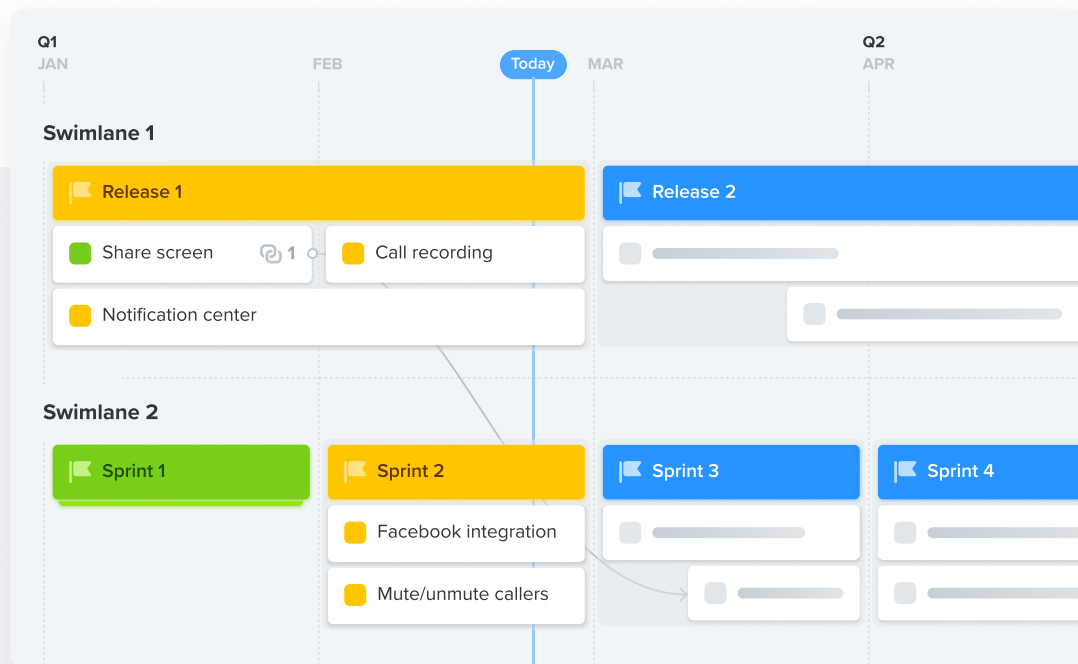 Q1 Q2
JAN FEB Today MAR APR
Swimlane 1
Release 1 Release 2
Share screen 1 Call recording
Notification center
Swimlane 2
Sprint 1 Sprint 2 Sprint 3 Sprint 4
Facebook integration
Mute/unmute callers